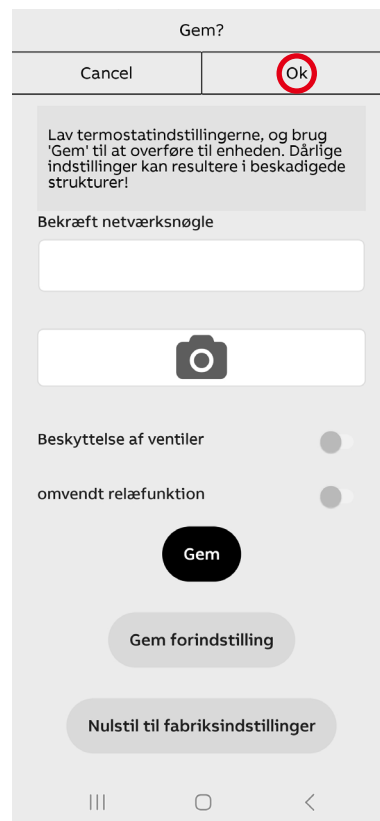 Gem?
Cancel
Ok
Lav termostatindstillingerne, og brug
'Gem' til at overføre til enheden. Dårlige
indstillinger kan resultere i beskadigede
strukturer!
Bekræft netværksnøgle
Beskyttelse af ventiler
omvendt relæfunktion
Gem
Gem forindstilling
Nulstil til fabriksindstillinger